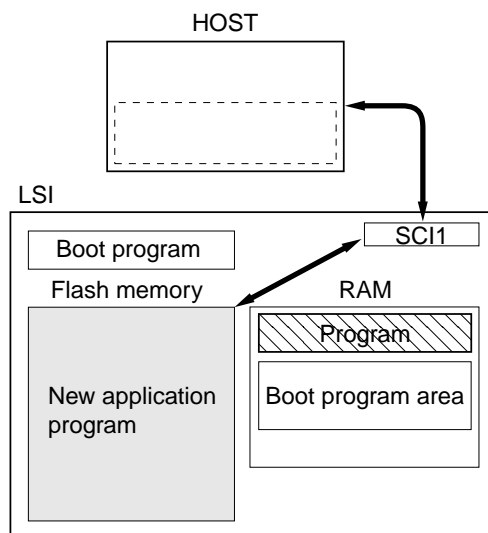 HOST
LSI
SCI1
Boot program
Flash memory
RAM
Program
New application
program
Boot program area